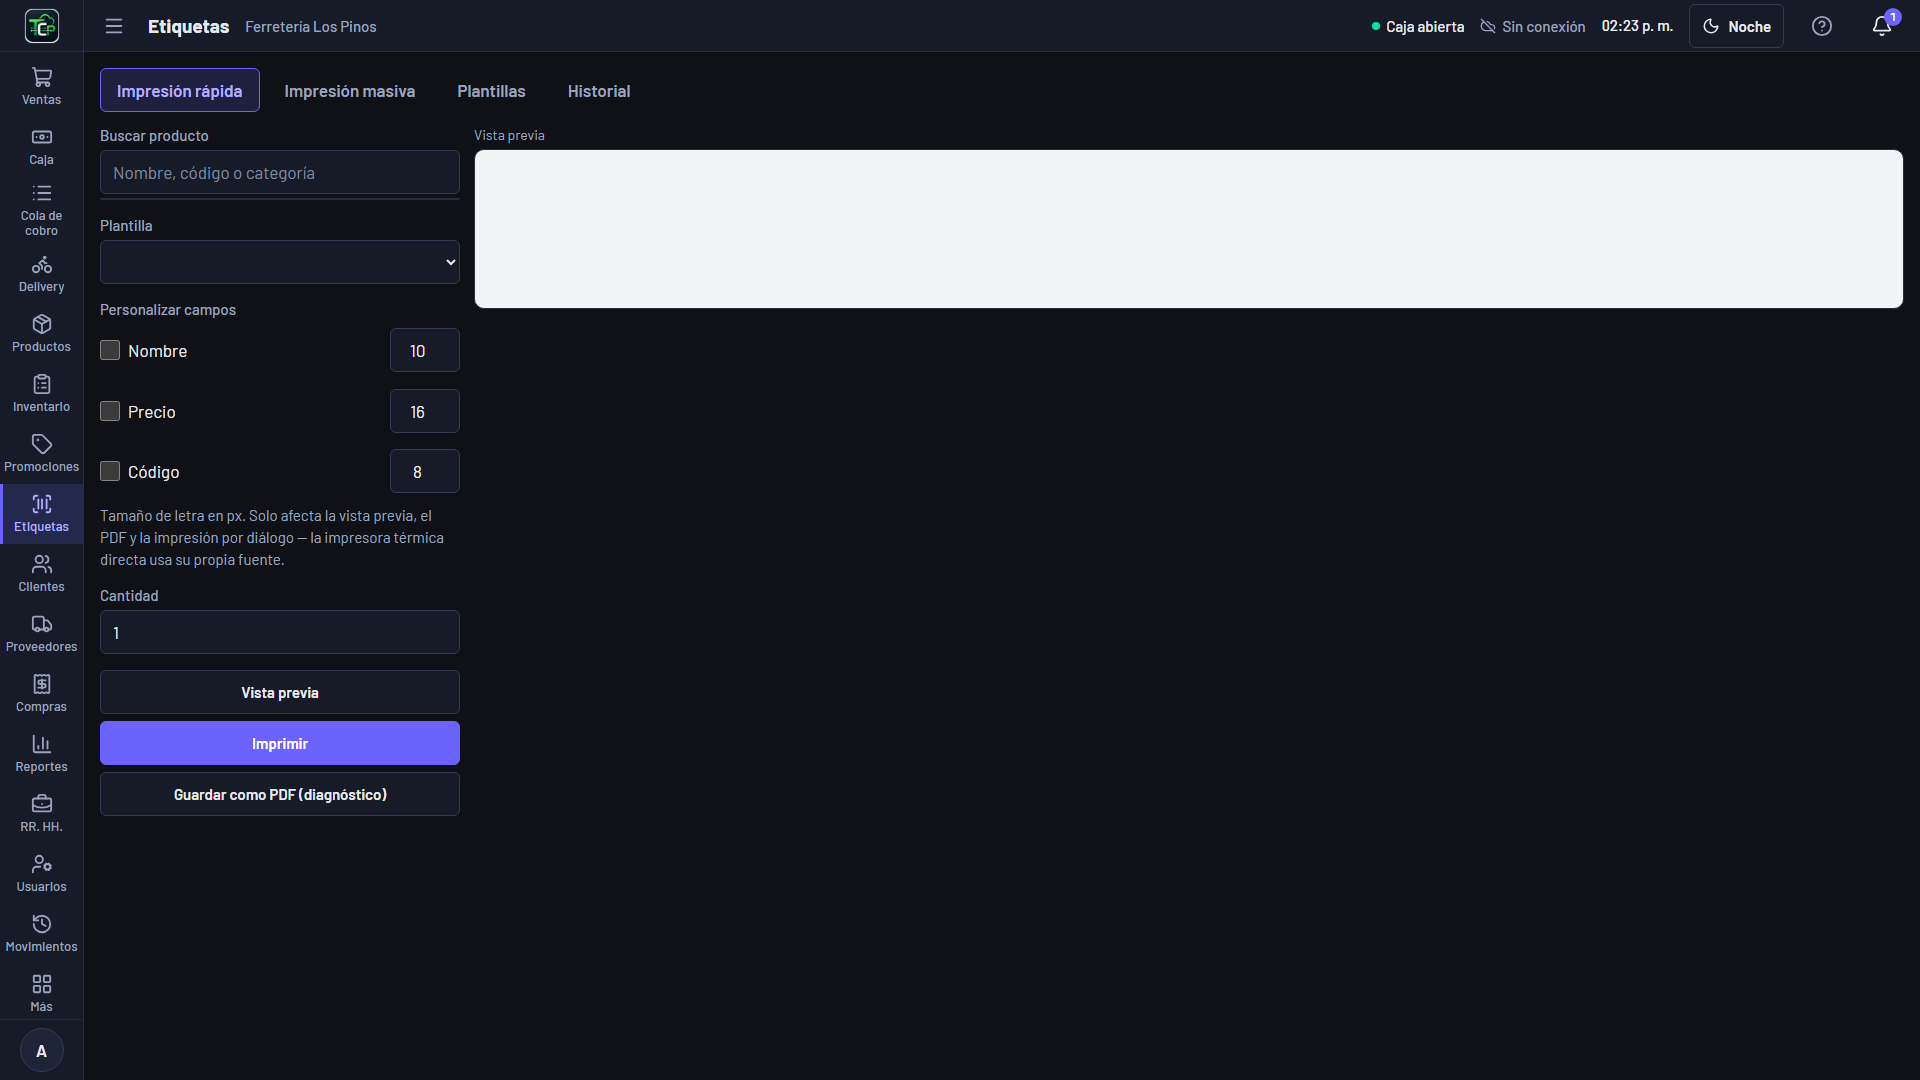 TCP
Etiquetas
Ferretería Los Pinos
Caja abierta
Sin conexión
02:23 p. m.
Noche
1
Ventas
Caja
Cola de
cobro
Delivery
Productos
Inventario
Promociones
Etiquetas
Clientes
Proveedores
Compras
Reportes
RR. HH.
Usuarios
Movimientos
Más
A
Impresión rápida
Impresión masiva
Plantillas
Historial
Buscar producto
Nombre, código o categoría
Plantilla
Personalizar campos
Nombre
10
Precio
16
Código
8
Tamaño de letra en px. Solo afecta la vista previa, el
PDF y la impresión por diálogo — la impresora térmica
directa usa su propia fuente.
Cantidad
1
Vista previa
Imprimir
Guardar como PDF (diagnóstico)
Vista previa